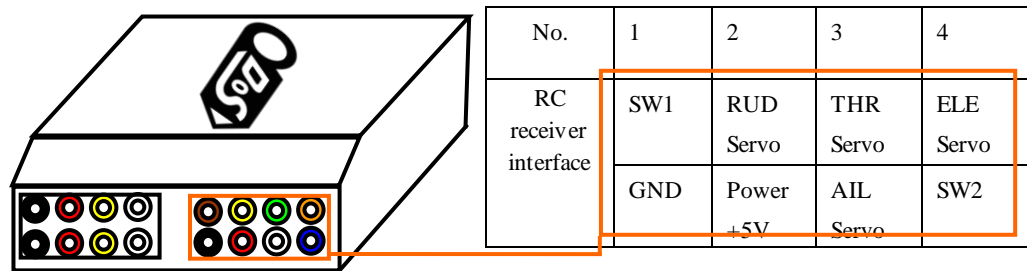 No. 1 2 3 4
RC receiver interface
SW1 RUD Servo THR Servo ELE Servo
GND Power +5V AIL Servo SW2